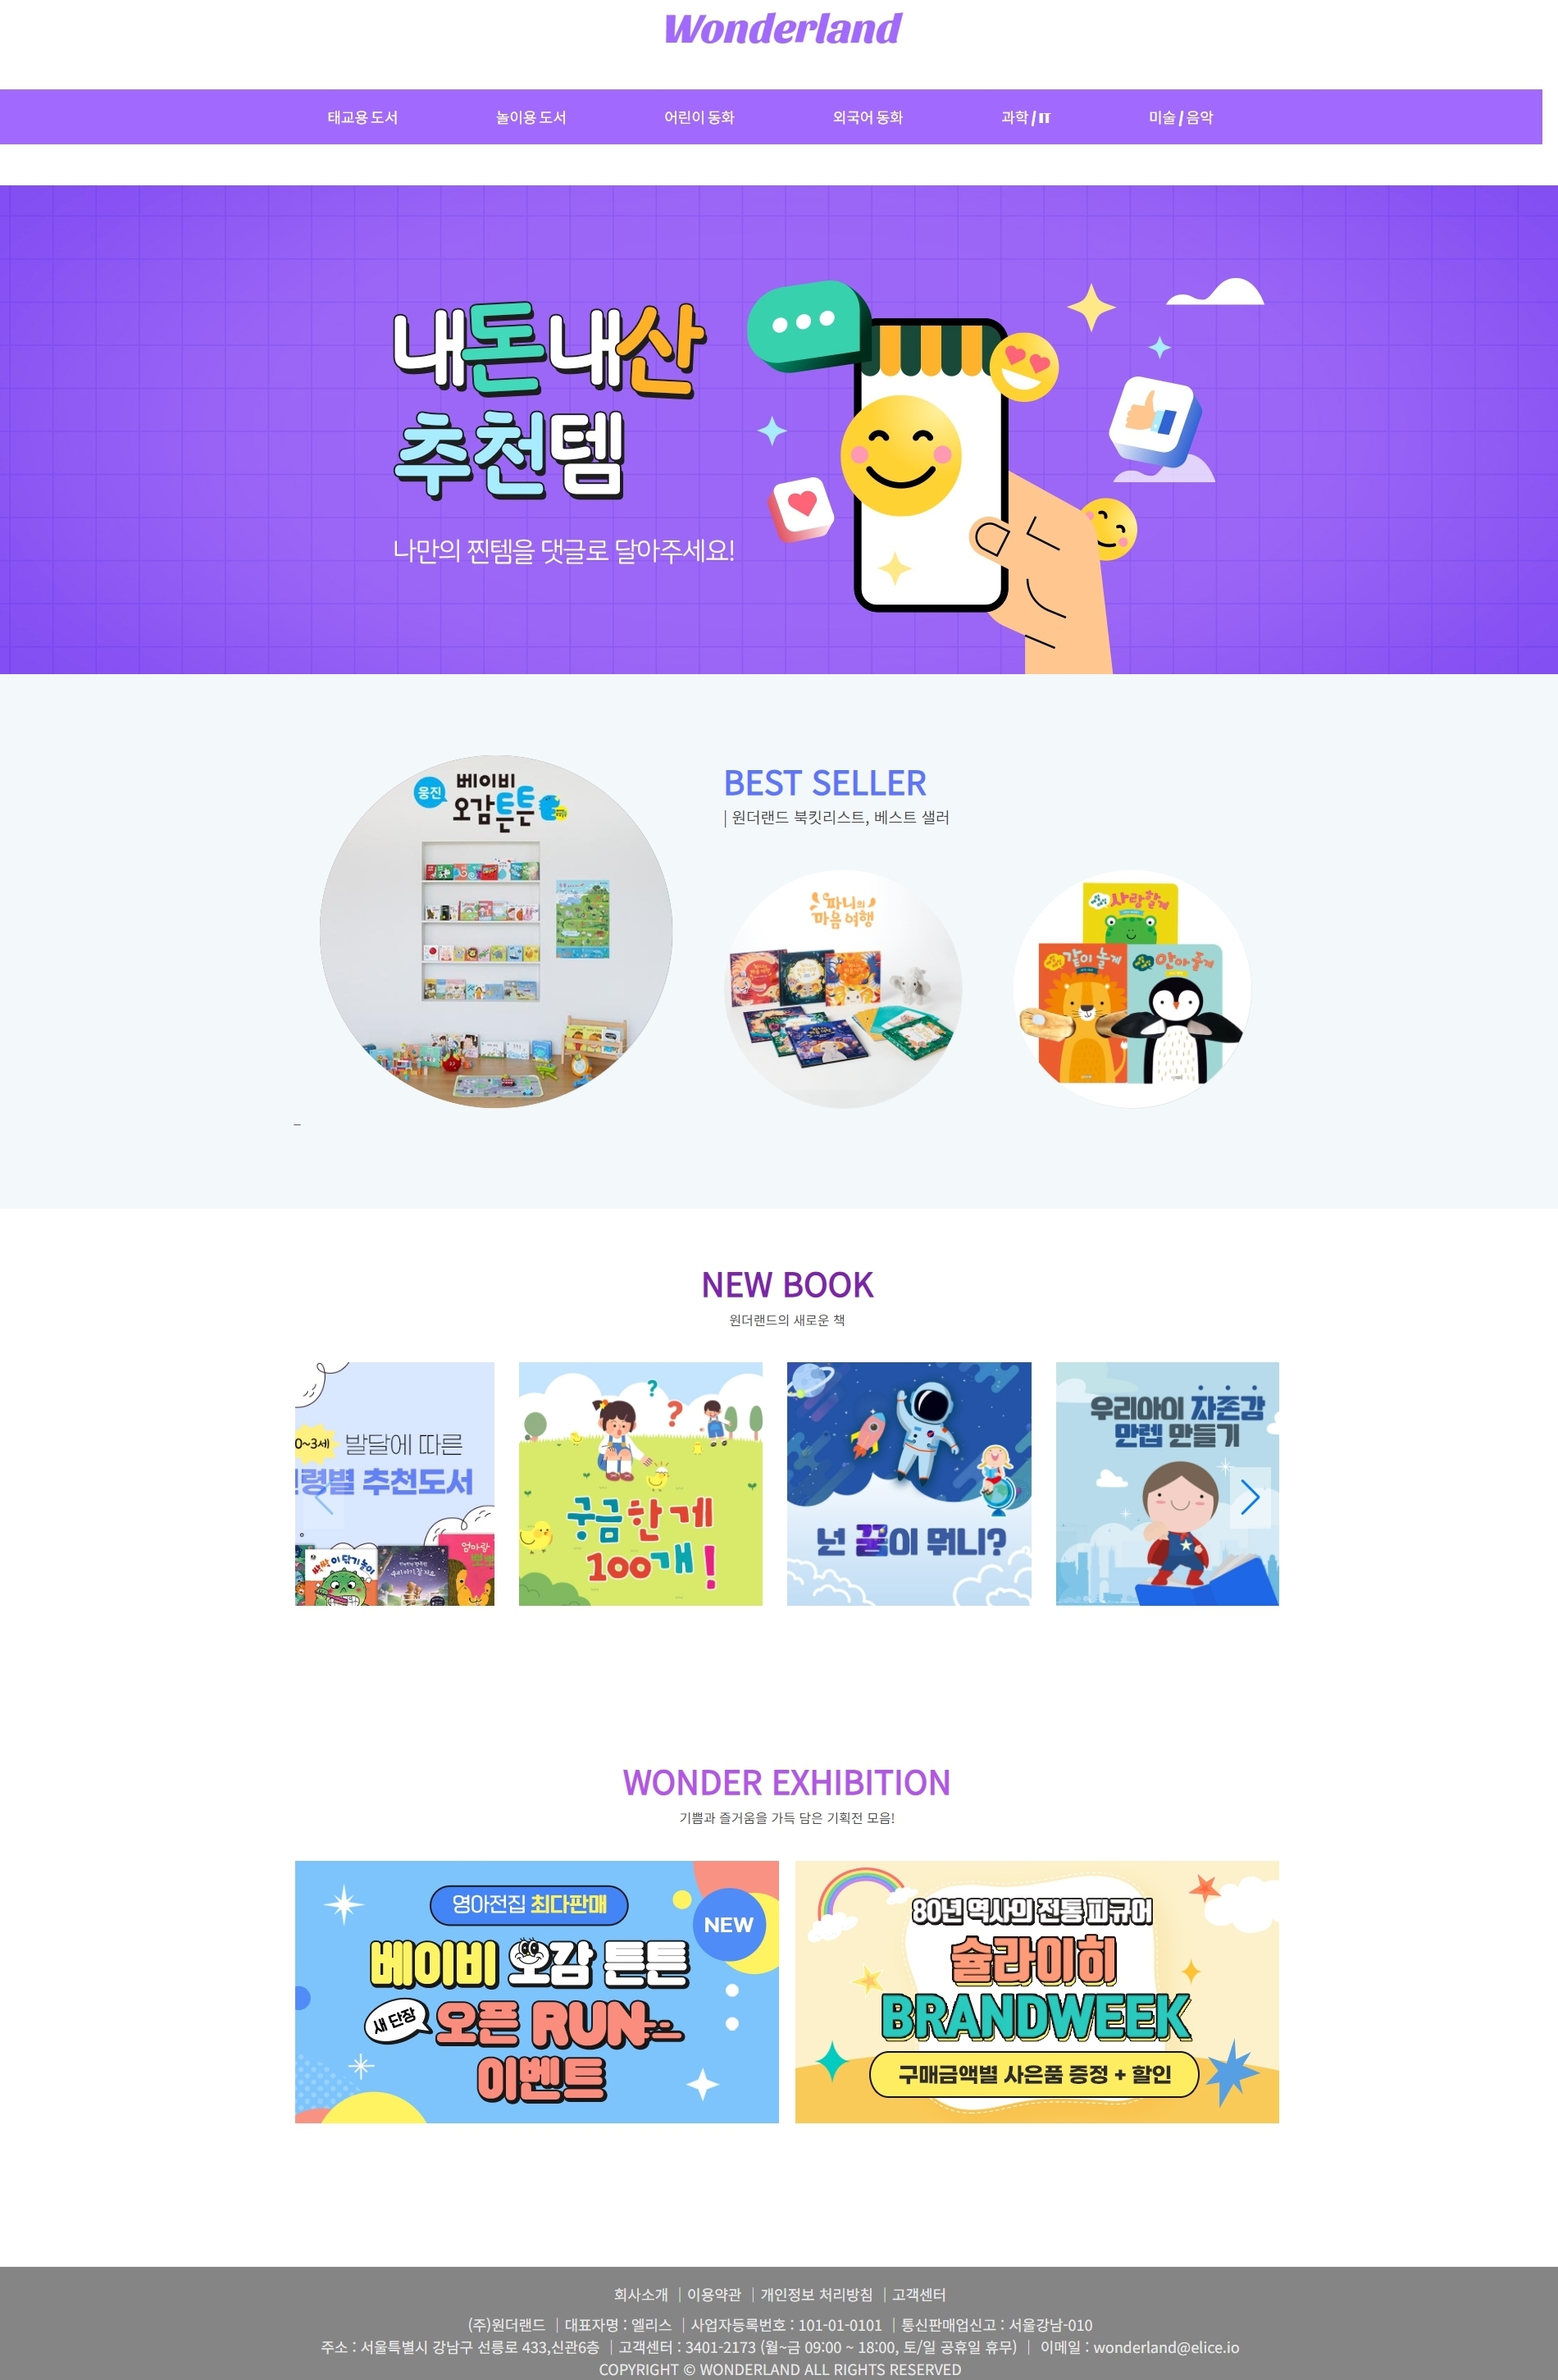 Wonderland
태교용 도서 놀이용 도서 어린이 동화 외국어 동화 과학 / IT 미술 / 음악
내돈내산
추천템
나만의 찐템을 댓글로 달아주세요!
웅진 베이비
오감튼튼
BEST SELLER
| 원더랜드 북킷리스트, 베스트 샐러
파니의
마음 여행
사랑할게
같이 놀게
안아 줄게
NEW BOOK
원더랜드의 새로운 책
0~3세 발달에 따른
령별 추천도서
이 닦기 놀이
엄마랑
궁금한 게
100개!
넌 꿈이 뭐니?
우리아이 자존감
만렙 만들기
WONDER EXHIBITION
기쁨과 즐거움을 가득 담은 기획전 모음!
영아전집 최다판매
NEW
베이비 오감 튼튼
새 단장 오픈 RUN
이벤트
80년 역사의 전통 피규어
슐라이히
BRANDWEEK
구매금액별 사은품 증정 + 할인
회사소개 | 이용약관 | 개인정보 처리방침 | 고객센터
(주)원더랜드 | 대표자명 : 엘리스 | 사업자등록번호 : 101-01-0101 | 통신판매업신고 : 서울강남-010
주소 : 서울특별시 강남구 선릉로 433,신관6층 | 고객센터 : 3401-2173 (월~금 09:00 ~ 18:00, 토/일 공휴일 휴무) | 이메일 : wonderland@elice.io
COPYRIGHT © WONDERLAND ALL RIGHTS RESERVED